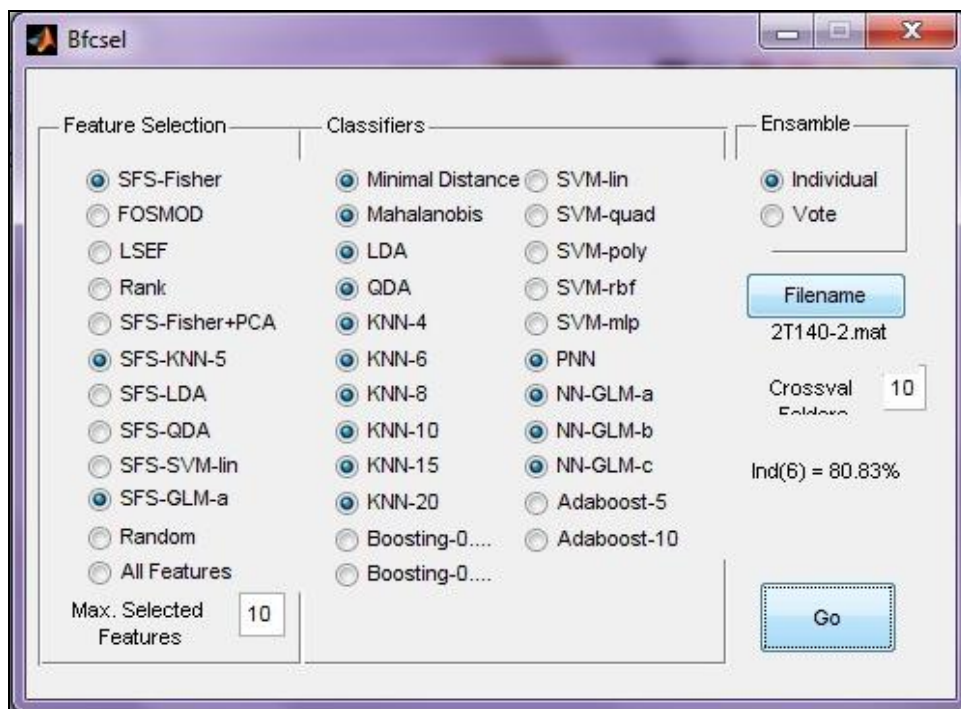 Bfcsel
Feature Selection
SFS-Fisher
FOSMOD
LSEF
Rank
SFS-Fisher+PCA
SFS-KNN-5
SFS-LDA
SFS-QDA
SFS-SVM-lin
SFS-GLM-a
Random
All Features
Max. Selected
Features
10
Classifiers
Minimal Distance
Mahalanobis
LDA
QDA
KNN-4
KNN-6
KNN-8
KNN-10
KNN-15
KNN-20
Boosting-0....
Boosting-0....
SVM-lin
SVM-quad
SVM-poly
SVM-rbf
SVM-mlp
PNN
NN-GLM-a
NN-GLM-b
NN-GLM-c
Adaboost-5
Adaboost-10
Ensamble
Individual
Vote
Filename
2T140-2.mat
Crossval
10
Ind(6) = 80.83%
Go